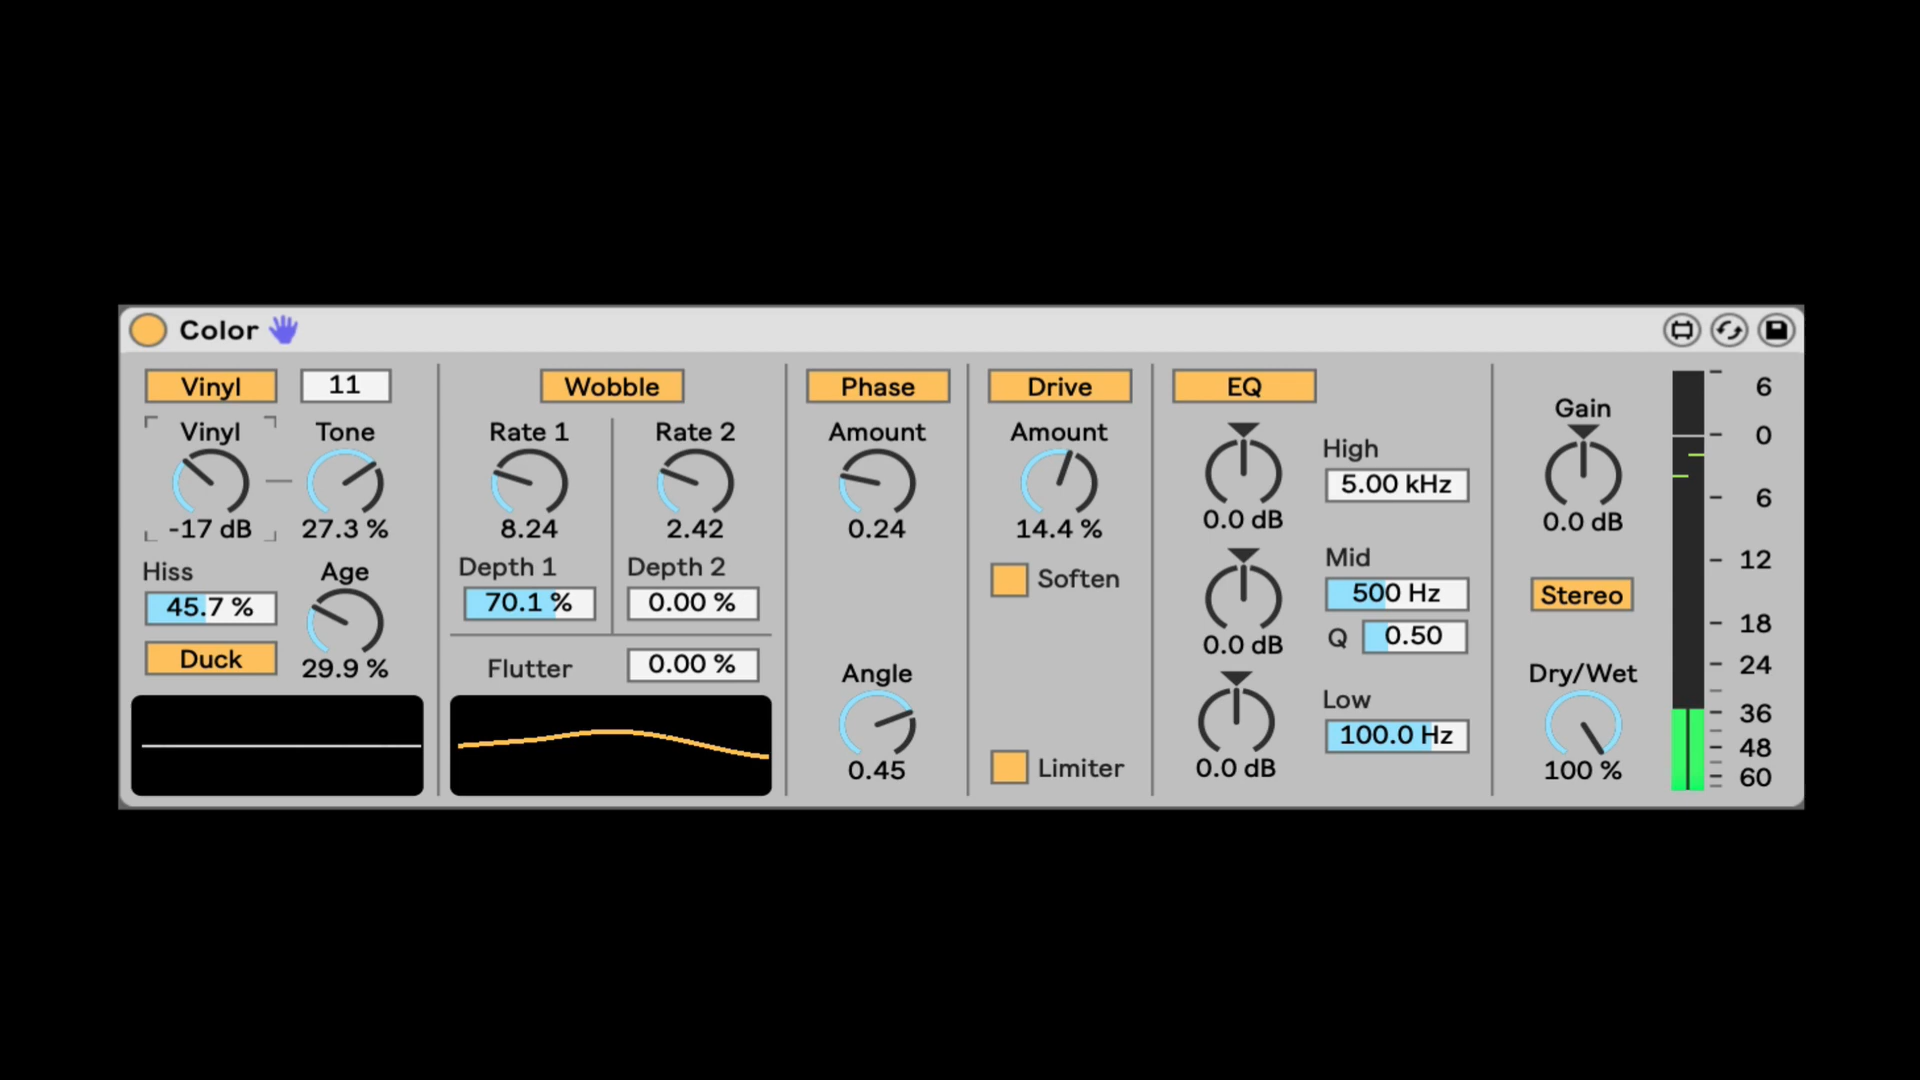 Color
Vinyl 11
Vinyl Tone
-17 dB 27.3 %
Hiss Age
45.7 %
Duck
29.9 %
Wobble
Rate 1 Rate 2
8.24 2.42
Depth 1 Depth 2
70.1 % 0.00 %
Flutter 0.00 %
Phase
Amount
0.24
Angle
0.45
Drive
Amount
14.4 %
Soften
Limiter
EQ
High
5.00 kHz
0.0 dB
Mid
500 Hz
Q 0.50
0.0 dB
Low
100.0 Hz
0.0 dB
Gain
0.0 dB
Stereo
Dry/Wet
100 %
6
0
6
12
18
24
36
48
60